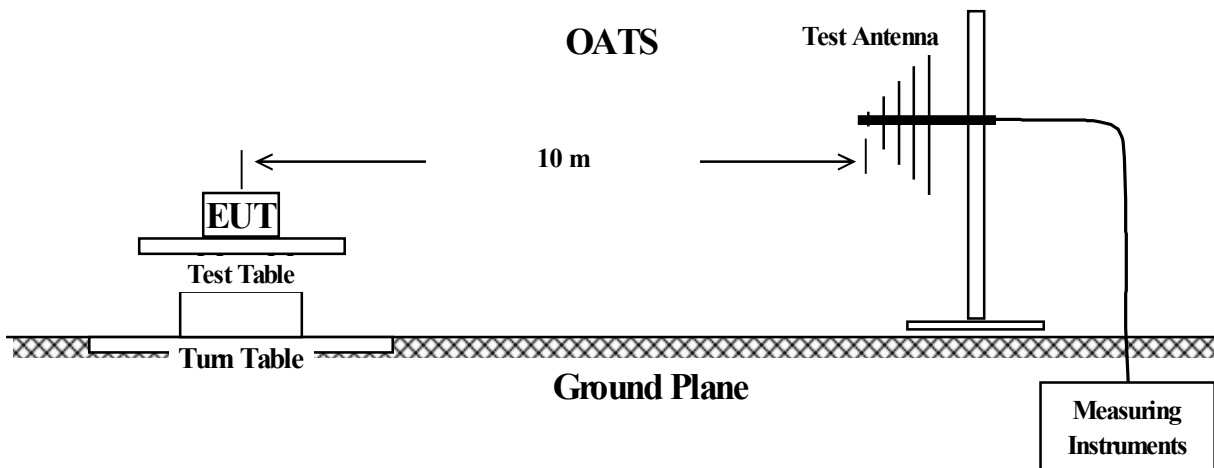 OATS
Test Antenna
10 m
EUT
Test Table
Turn Table
Ground Plane
Measuring
Instruments